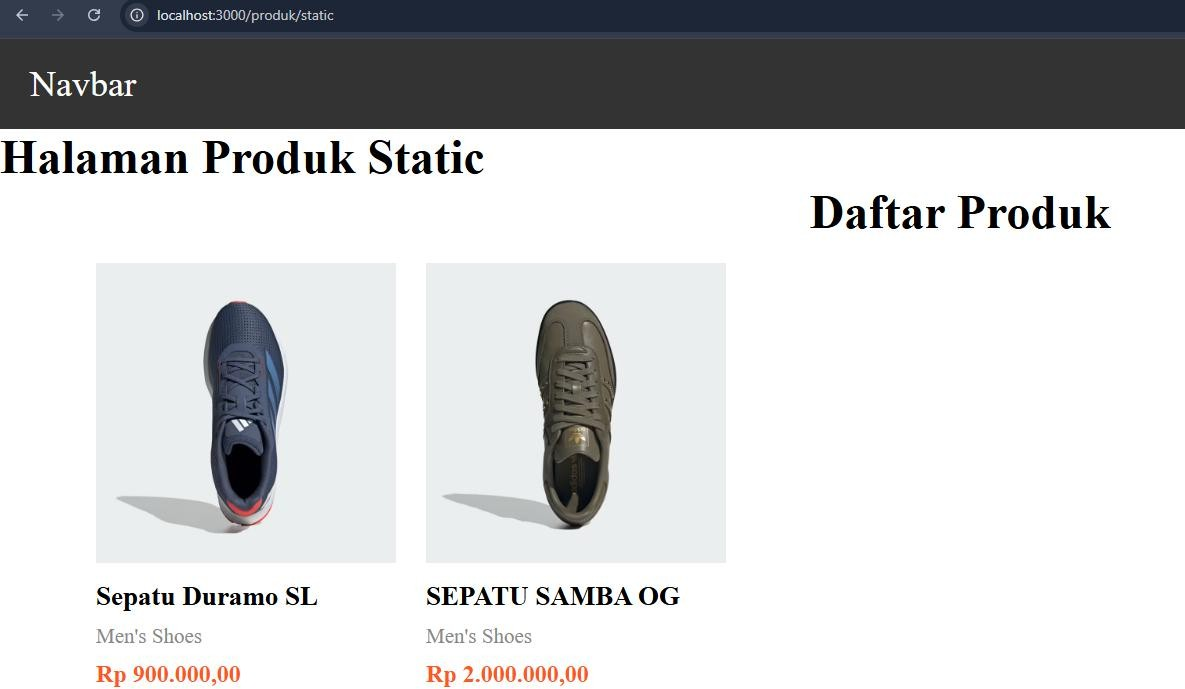 localhost:3000/produk/static
Navbar
Halaman Produk Static
Daftar Produk
Sepatu Duramo SL
SEPATU SAMBA OG
Men's Shoes
Men's Shoes
Rp 900.000,00
Rp 2.000.000,00